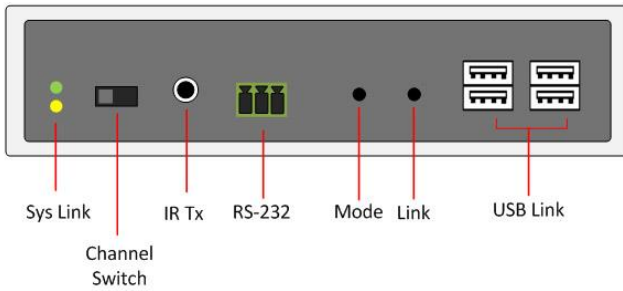 Sys Link
Channel
Switch
IR Tx
RS-232
Mode
Link
USB Link